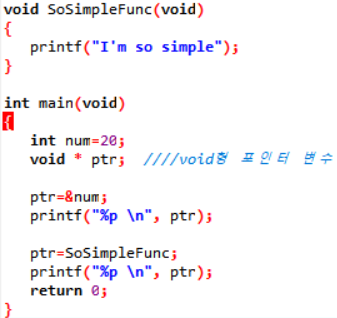 void SoSimpleFunc(void)
{
printf("I'm so simple");
}
int main(void)
{
int num=20;
void * ptr; ////void형 포인터 변수
ptr=&num;
printf("%p \n", ptr);
ptr=SoSimpleFunc;
printf("%p \n", ptr);
return 0;
}